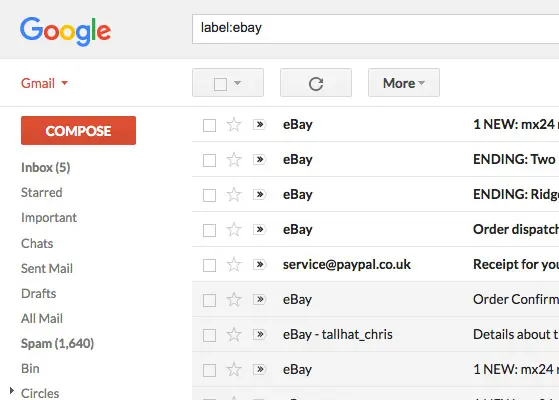 Google
label:ebay
Gmail
More
COMPOSE
Inbox (5)
Starred
Important
Chats
Sent Mail
Drafts
All Mail
Spam (1,640)
Bin
Circles
eBay 1 NEW: mx24
eBay ENDING: Two
eBay ENDING: Ridge
eBay Order dispatch
service@paypal.co.uk Receipt for you
eBay Order Confirm
eBay - tallhat_chris Details about t
eBay 1 NEW: mx24